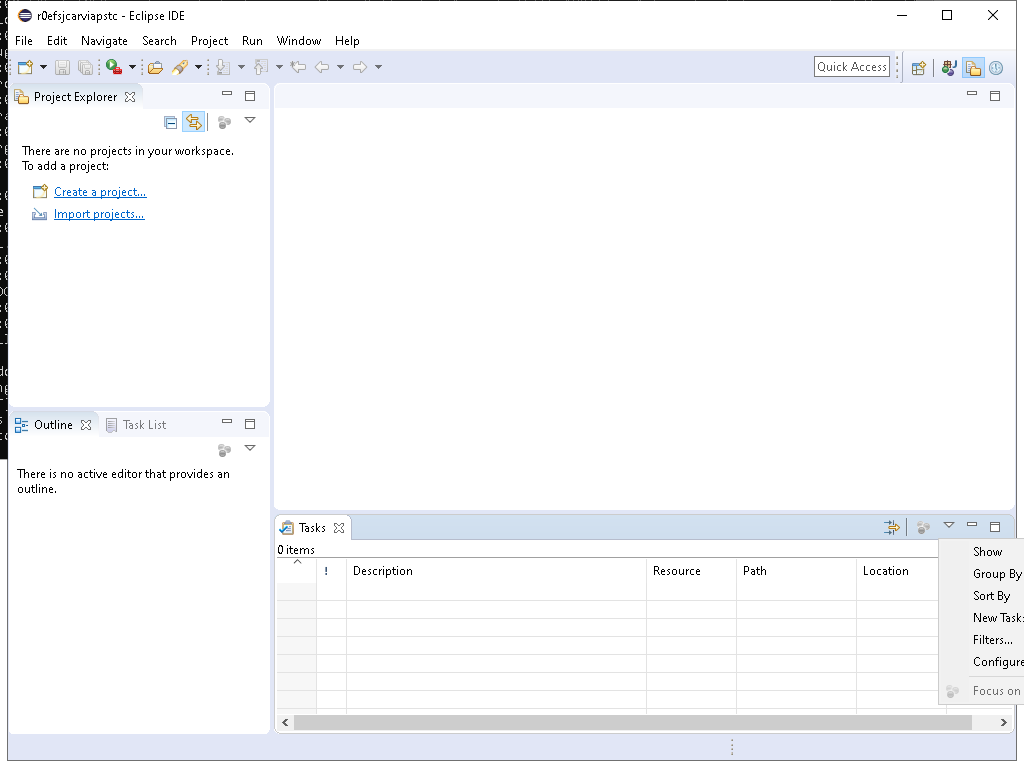 r0efsjcarviapstc - Eclipse IDE
File Edit Navigate Search Project Run Window Help
Quick Access
Project Explorer
There are no projects in your workspace.
To add a project:
Create a project...
Import projects...
Outline Task List
There is no active editor that provides an
outline.
Tasks
0 items
! Description Resource Path Location
Show
Group By
Sort By
New Task
Filters...
Configure
Focus on